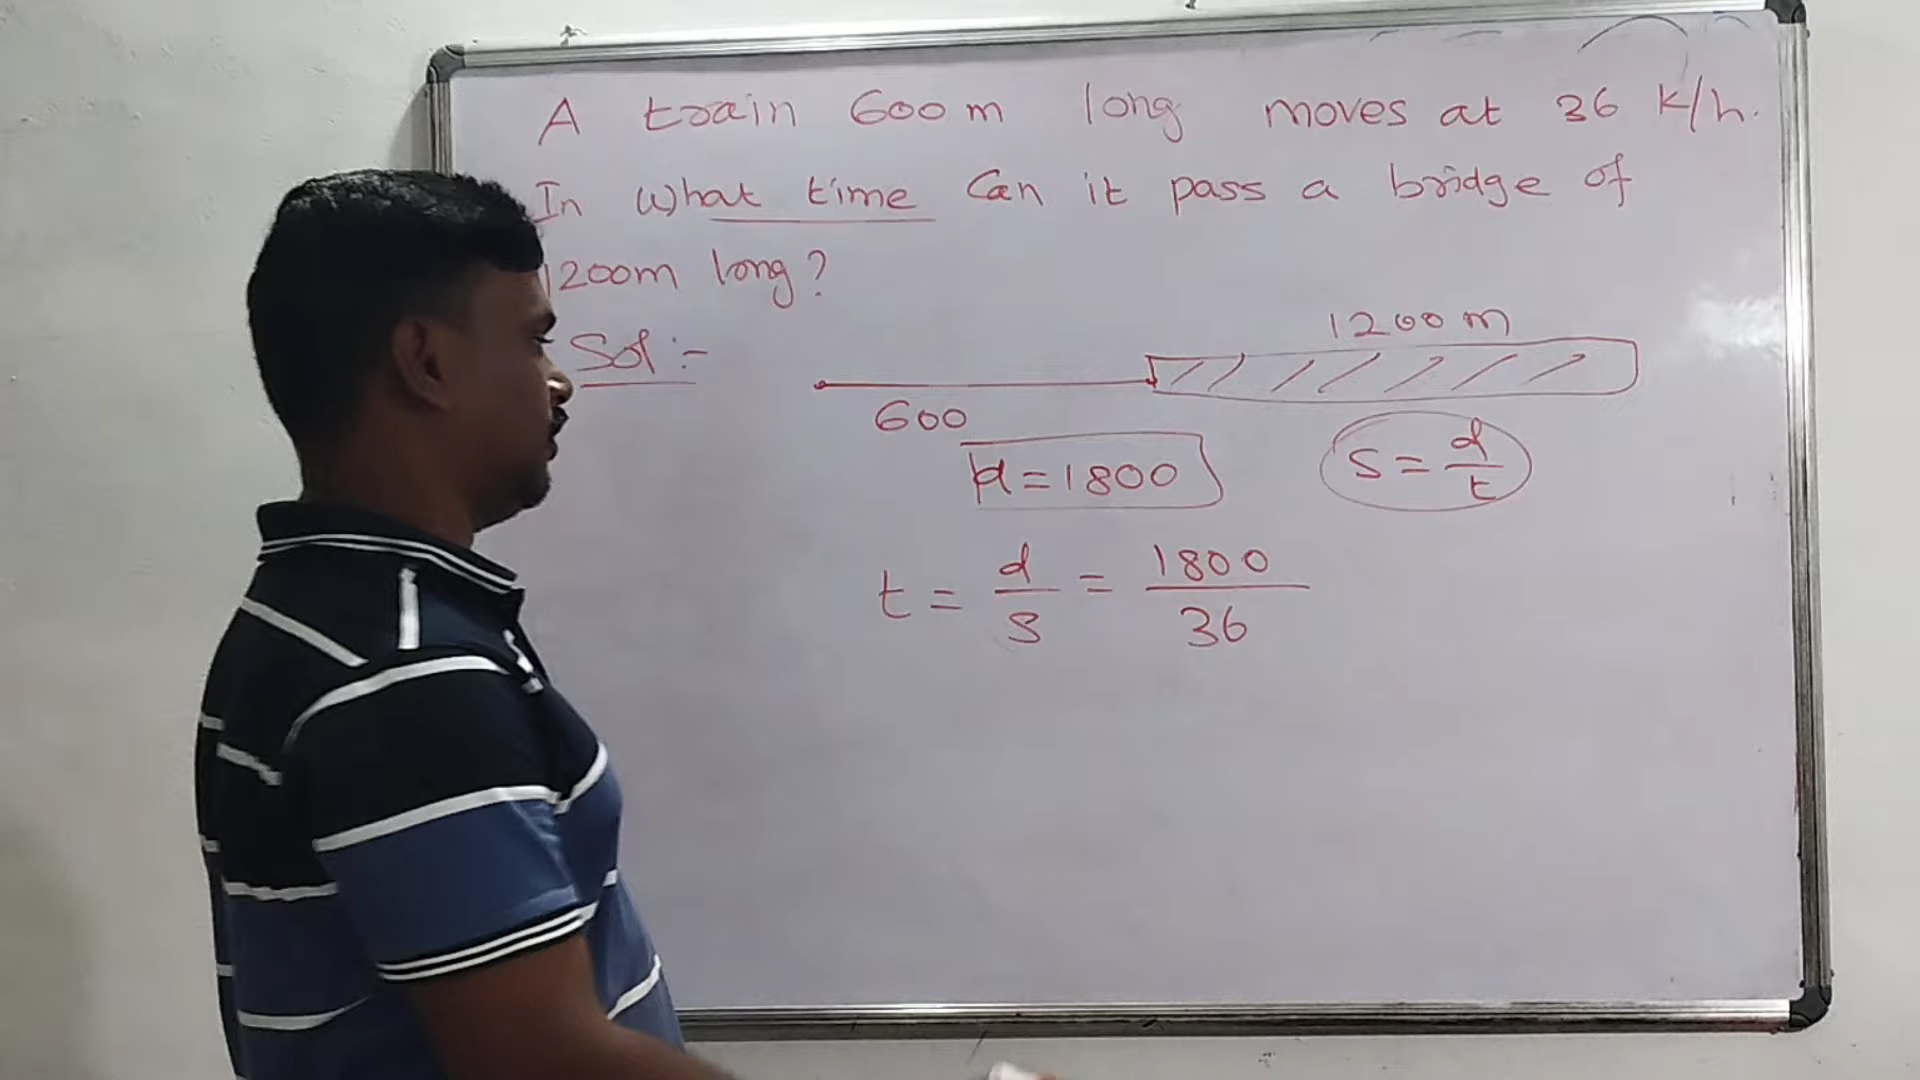 A train 600m long moves at 36 K/h.
In what time Can it pass a bridge of
1200m long?
Sol:-
1200 m
600
d=1800
S = d/t
t = d/s = 1800/36